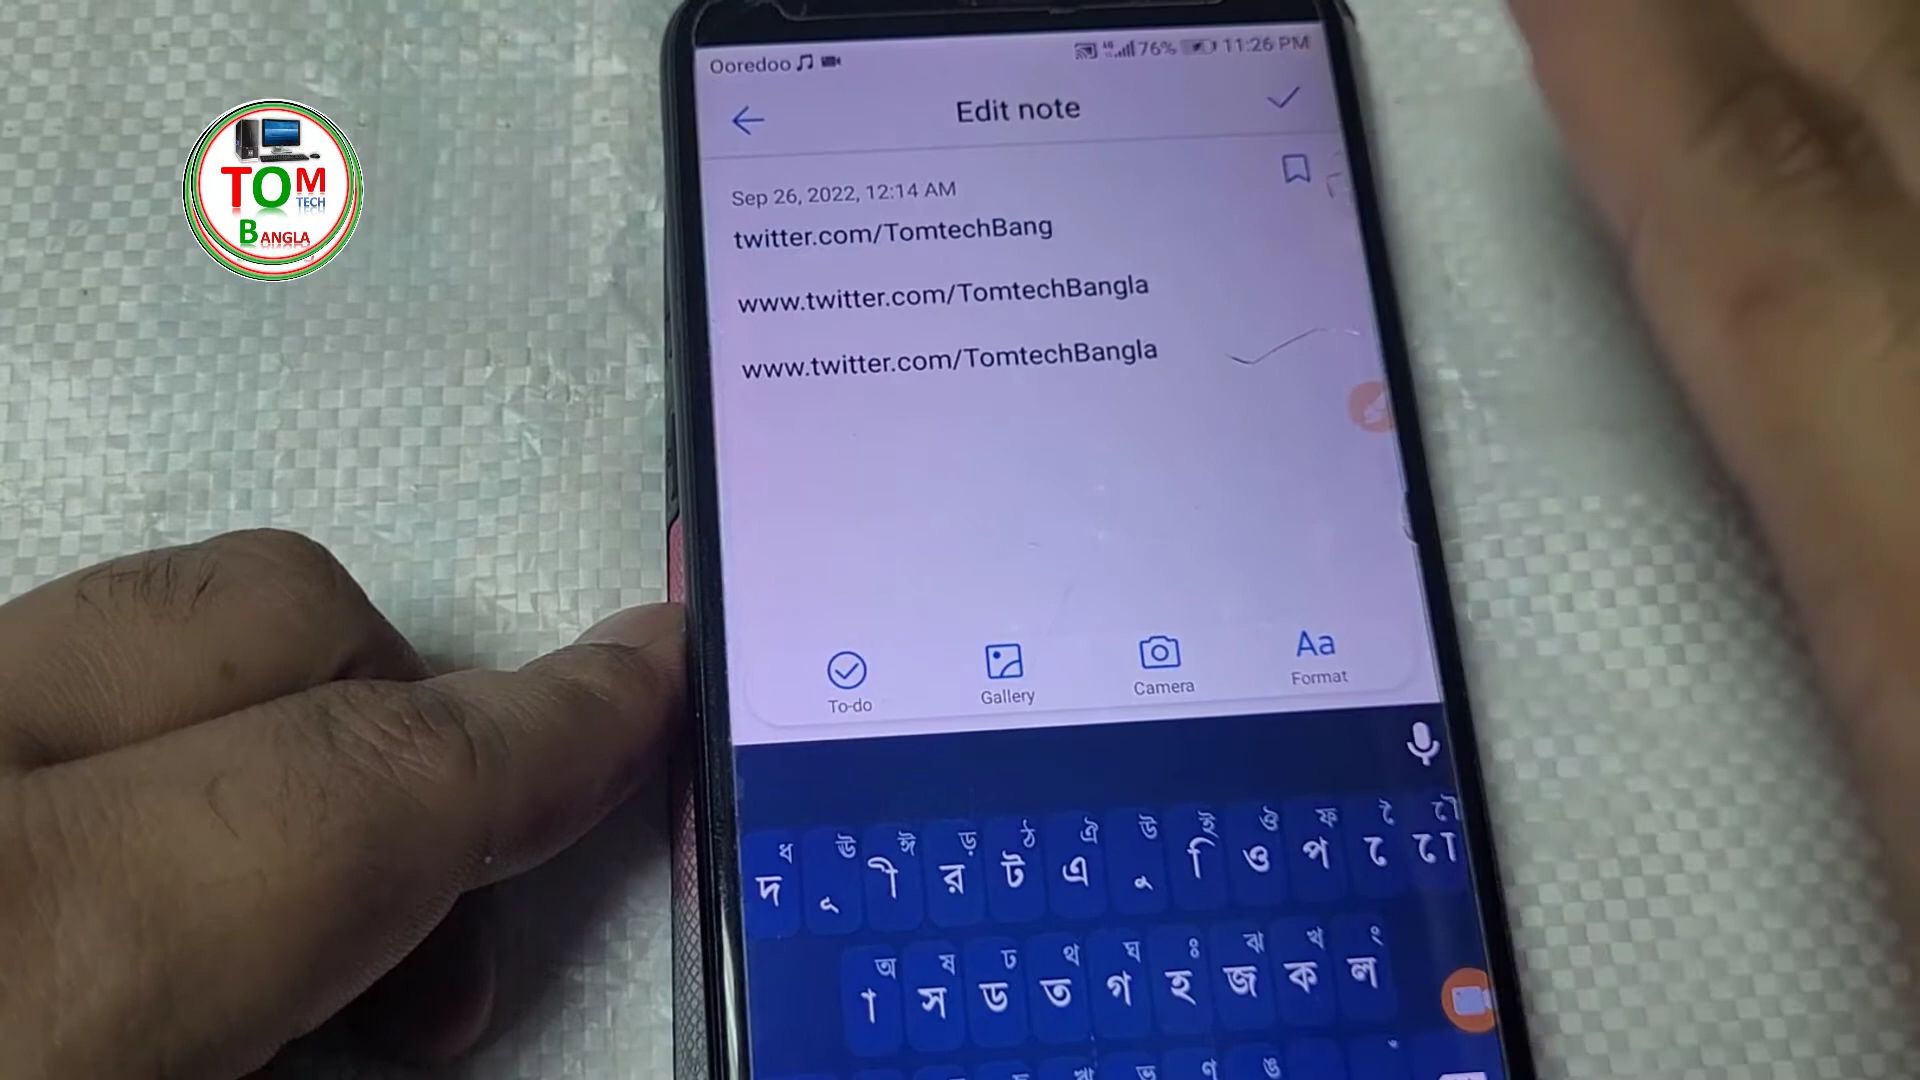 Ooredoo 4G 76% 11:26 PM
Edit note
TOM
TECH
BANGLA
Sep 26, 2022, 12:14 AM
twitter.com/TomtechBang
www.twitter.com/TomtechBangla
www.twitter.com/TomtechBangla
To-do Gallery Camera Aa Format
ধ ঊ ঈ ড় ঠ ঐ উ ই ঔ ফ ৈ ৌ
দ ূ ী র ট এ ু ি ও প ে ো
অ ষ ঢ থ ঘ ঃ ঝ খ ং
া স ড ত গ হ জ ক ল